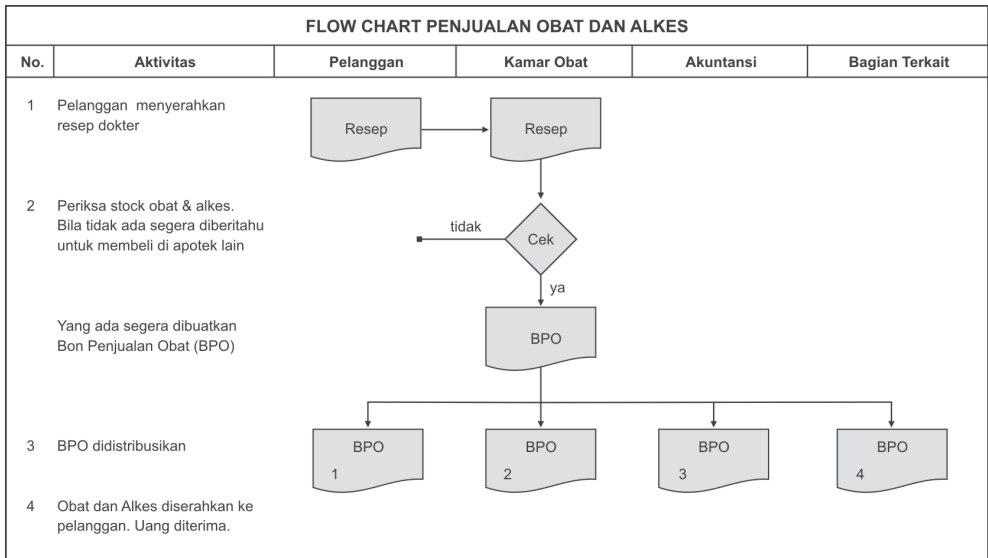 FLOW CHART PENJUALAN OBAT DAN ALKES
No. Aktivitas Pelanggan Kamar Obat Akuntansi Bagian Terkait
1 Pelanggan menyerahkan
resep dokter
Resep Resep
2 Periksa stock obat & alkes.
Bila tidak ada segera diberitahu
untuk membeli di apotek lain
tidak
Cek
ya
Yang ada segera dibuatkan
Bon Penjualan Obat (BPO)
BPO
3 BPO didistribusikan
BPO BPO BPO BPO
1 2 3 4
4 Obat dan Alkes diserahkan ke
pelanggan. Uang diterima.